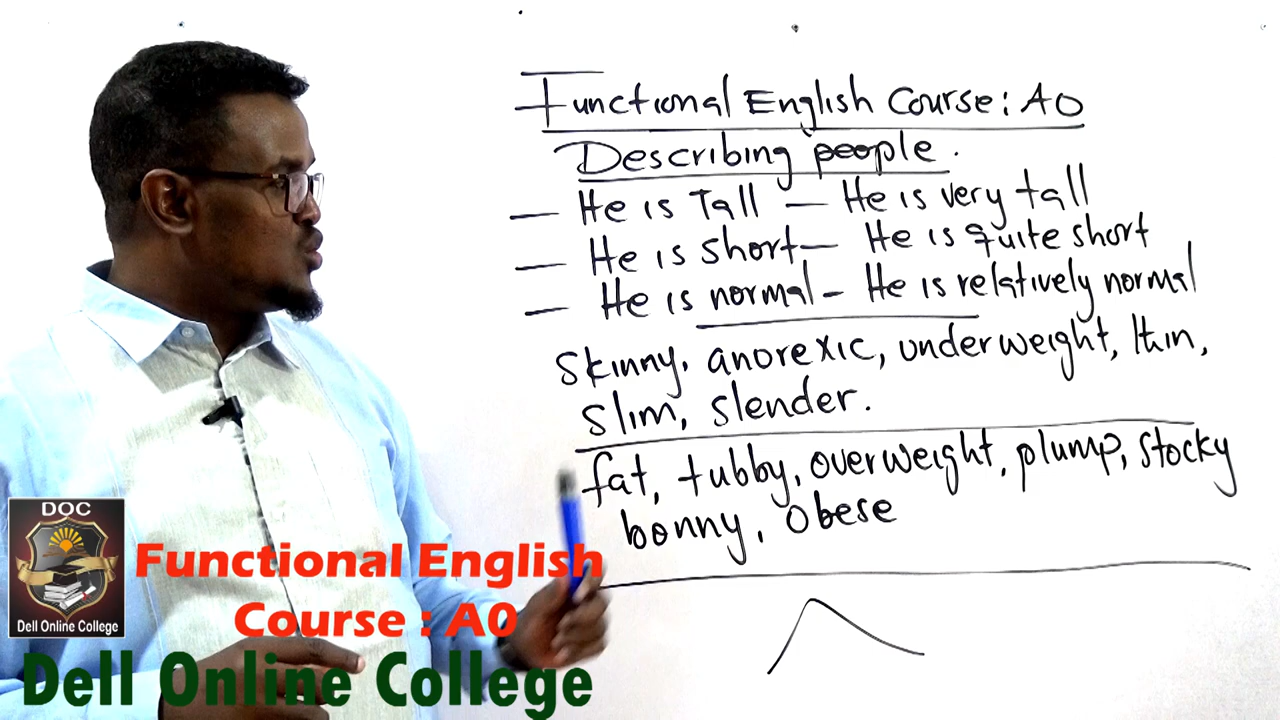 Functional English Course: A0
Describing people.
— He is Tall — He is very tall
— He is short — He is quite short
— He is normal — He is relatively normal
skinny, anorexic, underweight, thin,
slim, slender.
fat, tubby, overweight, plump, stocky
bonny, obese
DOC
Dell Online College
Functional English
Course : A0
Dell Online College